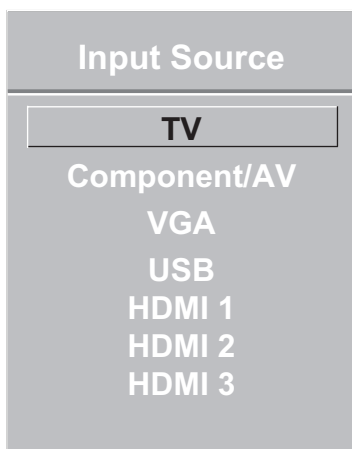 Input Source
TV
Component/AV
VGA
USB
HDMI 1
HDMI 2
HDMI 3